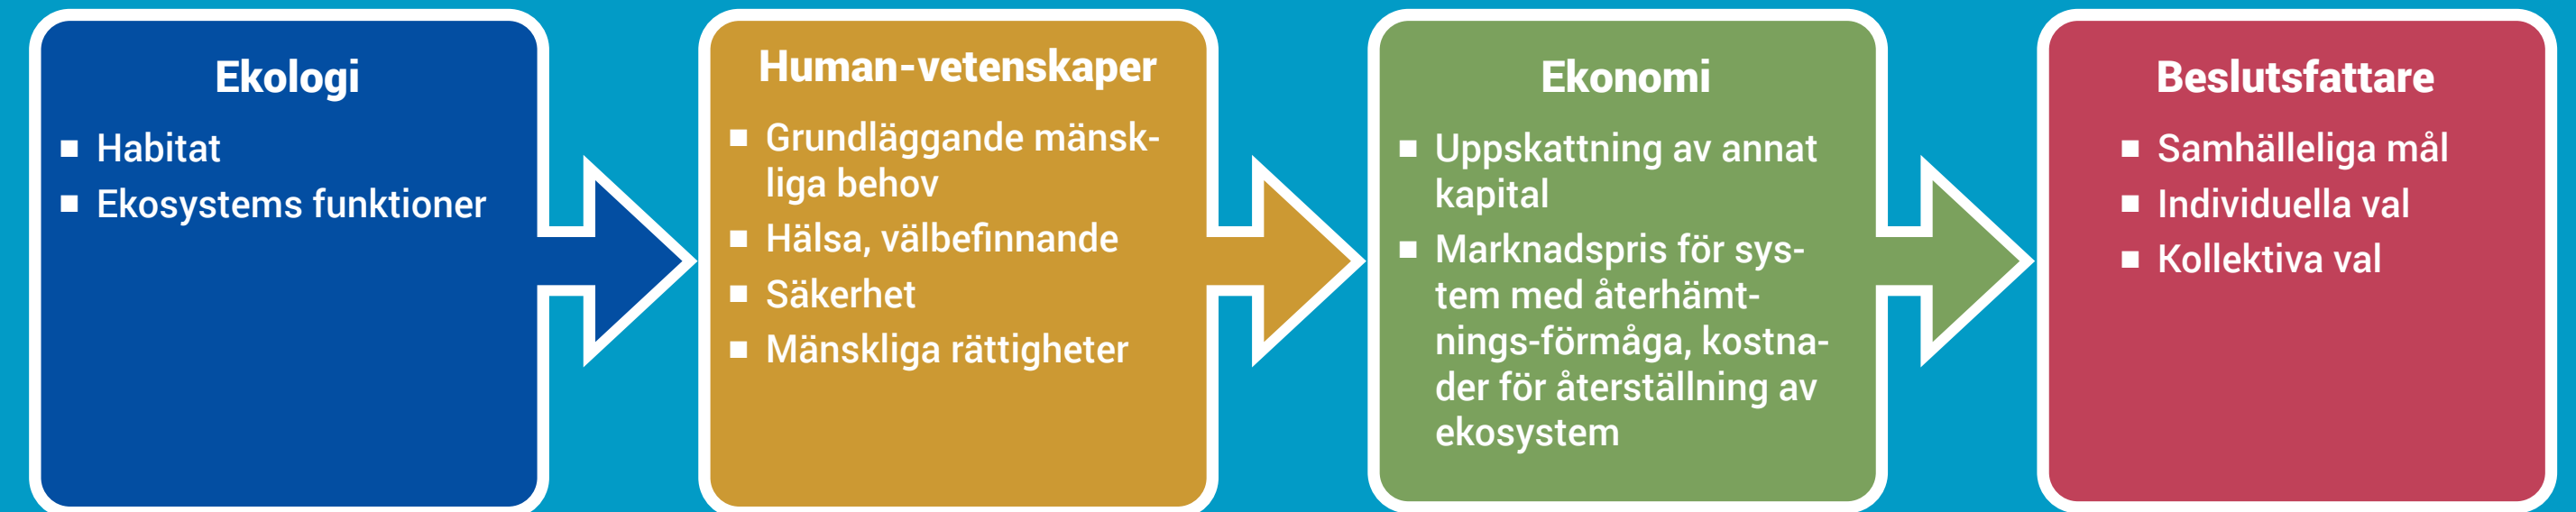 Ekologi
■ Habitat
■ Ekosystems funktioner
Human-vetenskaper
■ Grundläggande mänsk-
liga behov
■ Hälsa, välbefinnande
■ Säkerhet
■ Mänskliga rättigheter
Ekonomi
■ Uppskattning av annat
kapital
■ Marknadspris för sys-
tem med återhämt-
nings-förmåga, kostna-
der för återställning av
ekosystem
Beslutsfattare
■ Samhälleliga mål
■ Individuella val
■ Kollektiva val